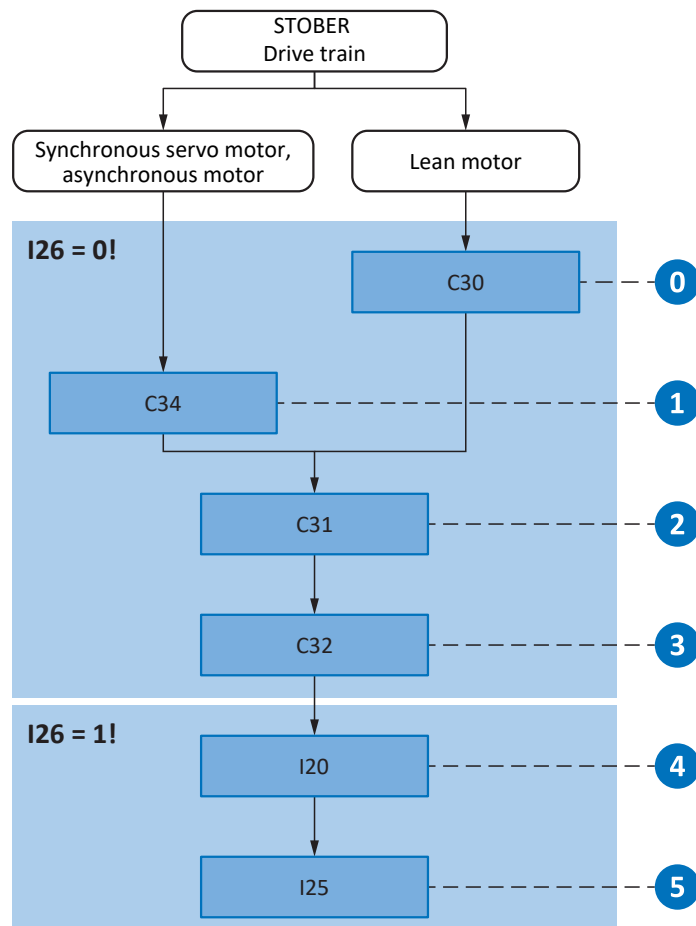 STOBER
Drive train
Synchronous servo motor,
asynchronous motor
Lean motor
I26 = 0!
C30
0
C34
1
C31
2
C32
3
I26 = 1!
I20
4
I25
5